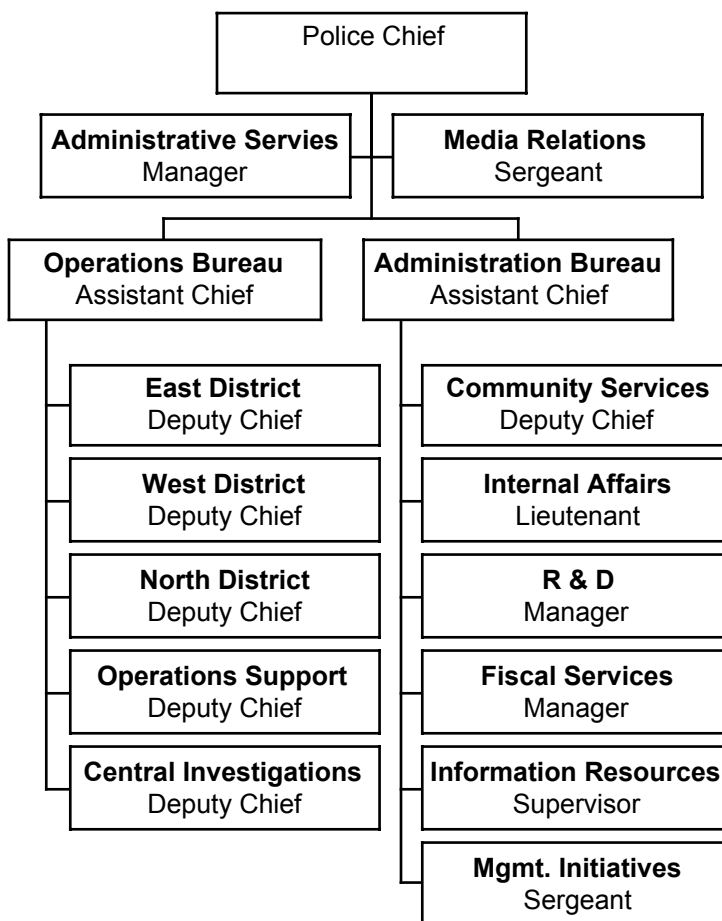 Police Chief
Administrative Servies
Manager
Media Relations
Sergeant
Operations Bureau
Assistant Chief
Administration Bureau
Assistant Chief
East District
Deputy Chief
West District
Deputy Chief
North District
Deputy Chief
Operations Support
Deputy Chief
Central Investigations
Deputy Chief
Community Services
Deputy Chief
Internal Affairs
Lieutenant
R & D
Manager
Fiscal Services
Manager
Information Resources
Supervisor
Mgmt. Initiatives
Sergeant